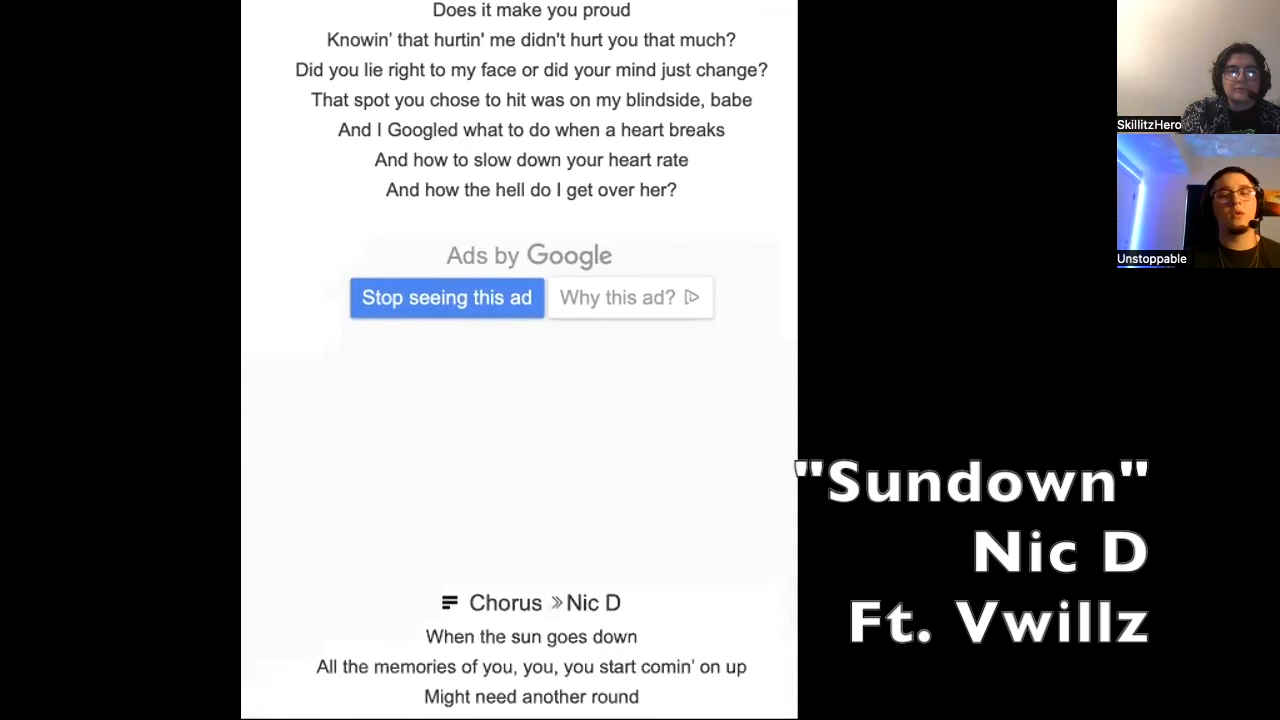 Does it make you proud
Knowin' that hurtin' me didn't hurt you that much?
Did you lie right to my face or did your mind just change?
That spot you chose to hit was on my blindside, babe
And I Googled what to do when a heart breaks
And how to slow down your heart rate
And how the hell do I get over her?
Ads by Google
Stop seeing this ad
Why this ad?
Chorus » Nic D
When the sun goes down
All the memories of you, you, you start comin' on up
Might need another round
SkillitzHero
Unstoppable
"Sundown"
Nic D
Ft. Vwillz